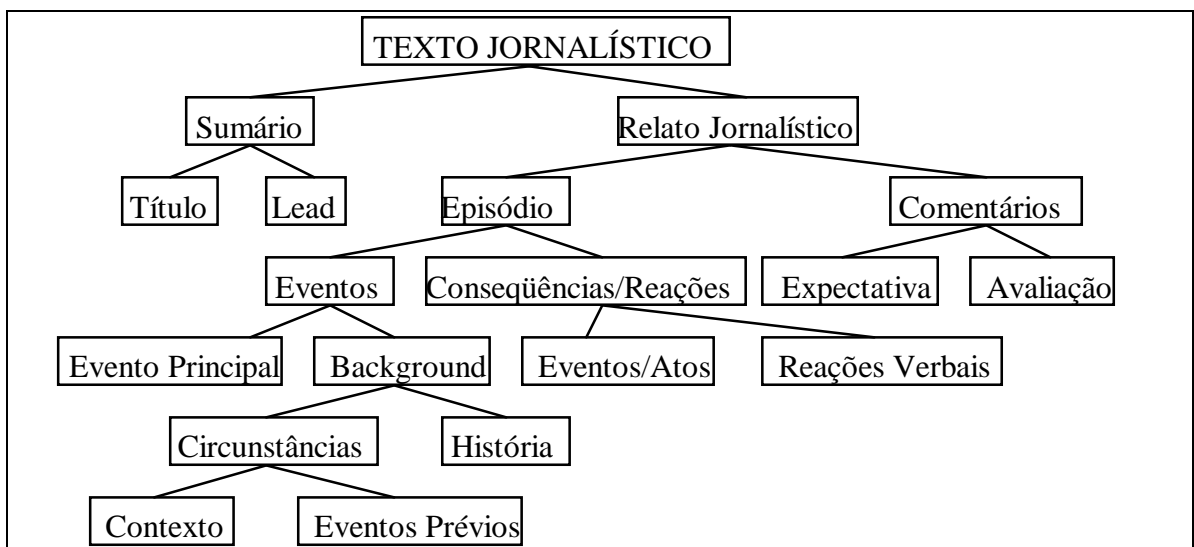 TEXTO JORNALÍSTICO
Sumário Relato Jornalístico
Título Lead Episódio Comentários
Eventos Conseqüências/Reações Expectativa Avaliação
Evento Principal Background Eventos/Atos Reações Verbais
Circunstâncias História
Contexto Eventos Prévios